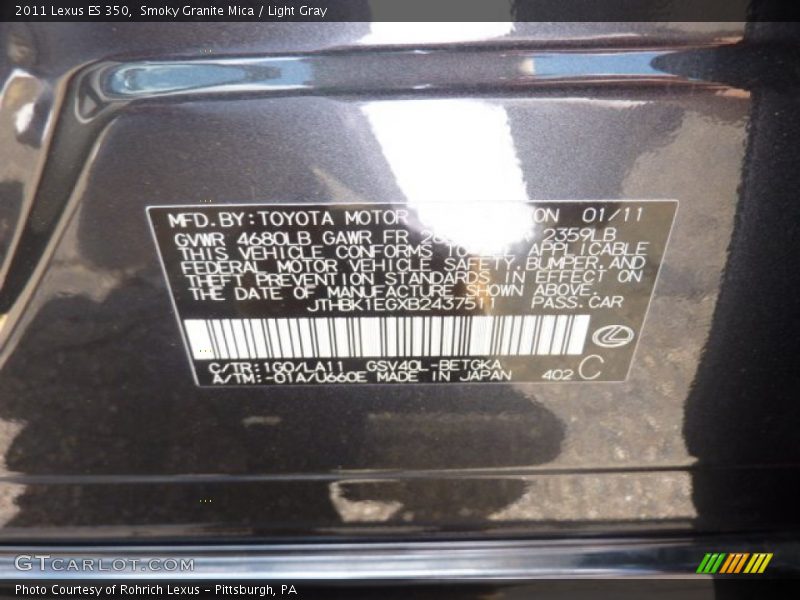 2011 Lexus ES 350, Smoky Granite Mica / Light Gray
MFD. BY: TOYOTA MOTOR ON 01/11
GVWR 4680LB GAWR FR 2359LB
THIS VEHICLE CONFORMS APPLICABLE
FEDERAL MOTOR VEHICLE SAFETY, BUMPER, AND
THEFT PREVENTION STANDARDS IN EFFECT ON
THE DATE OF MANUFACTURE SHOWN ABOVE.
JTHBK1EGXB2437511 PASS.CAR
C/TR: 1G0/LA11 GSV40L-BETGKA
A/TM: -01A/U660E MADE IN JAPAN 402 C
GTCARLOT.COM
Photo Courtesy of Rohrich Lexus - Pittsburgh, PA